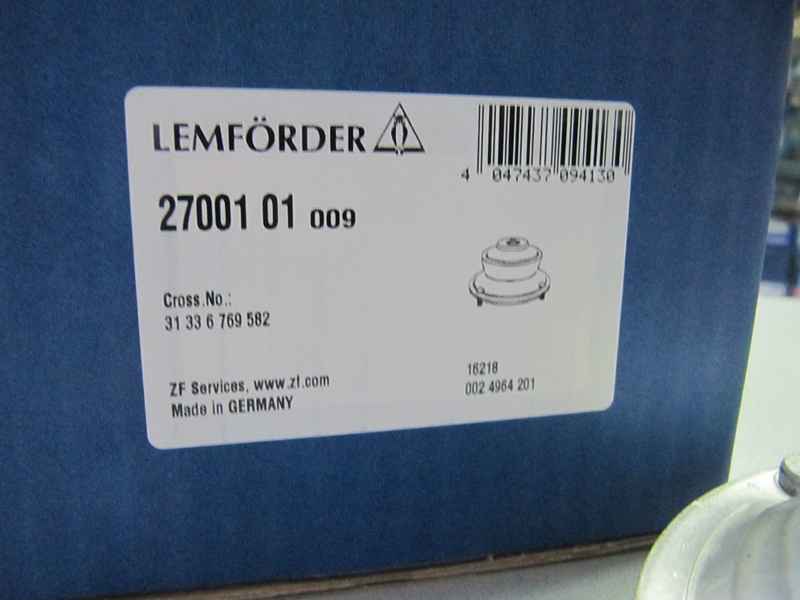 LEMFÖRDER
4 047437 094130
27001 01 009
Cross.No.:
31 33 6 769 582
ZF Services, www.zf.com
Made in GERMANY
16218
002 4964 201